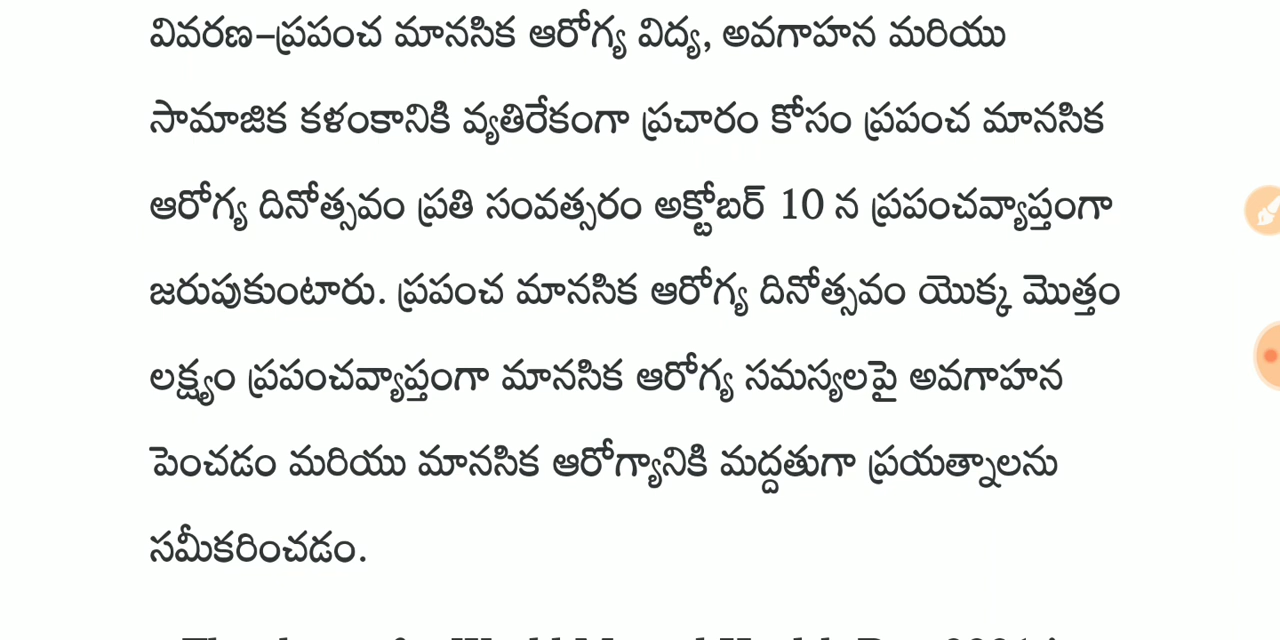 వివరణ–ప్రపంచ మానసిక ఆరోగ్య విద్య, అవగాహన మరియు
సామాజిక కళంకానికి వ్యతిరేకంగా ప్రచారం కోసం ప్రపంచ మానసిక
ఆరోగ్య దినోత్సవం ప్రతి సంవత్సరం అక్టోబర్ 10 న ప్రపంచవ్యాప్తంగా
జరుపుకుంటారు. ప్రపంచ మానసిక ఆరోగ్య దినోత్సవం యొక్క మొత్తం
లక్ష్యం ప్రపంచవ్యాప్తంగా మానసిక ఆరోగ్య సమస్యలపై అవగాహన
పెంచడం మరియు మానసిక ఆరోగ్యానికి మద్దతుగా ప్రయత్నాలను
సమీకరించడం.